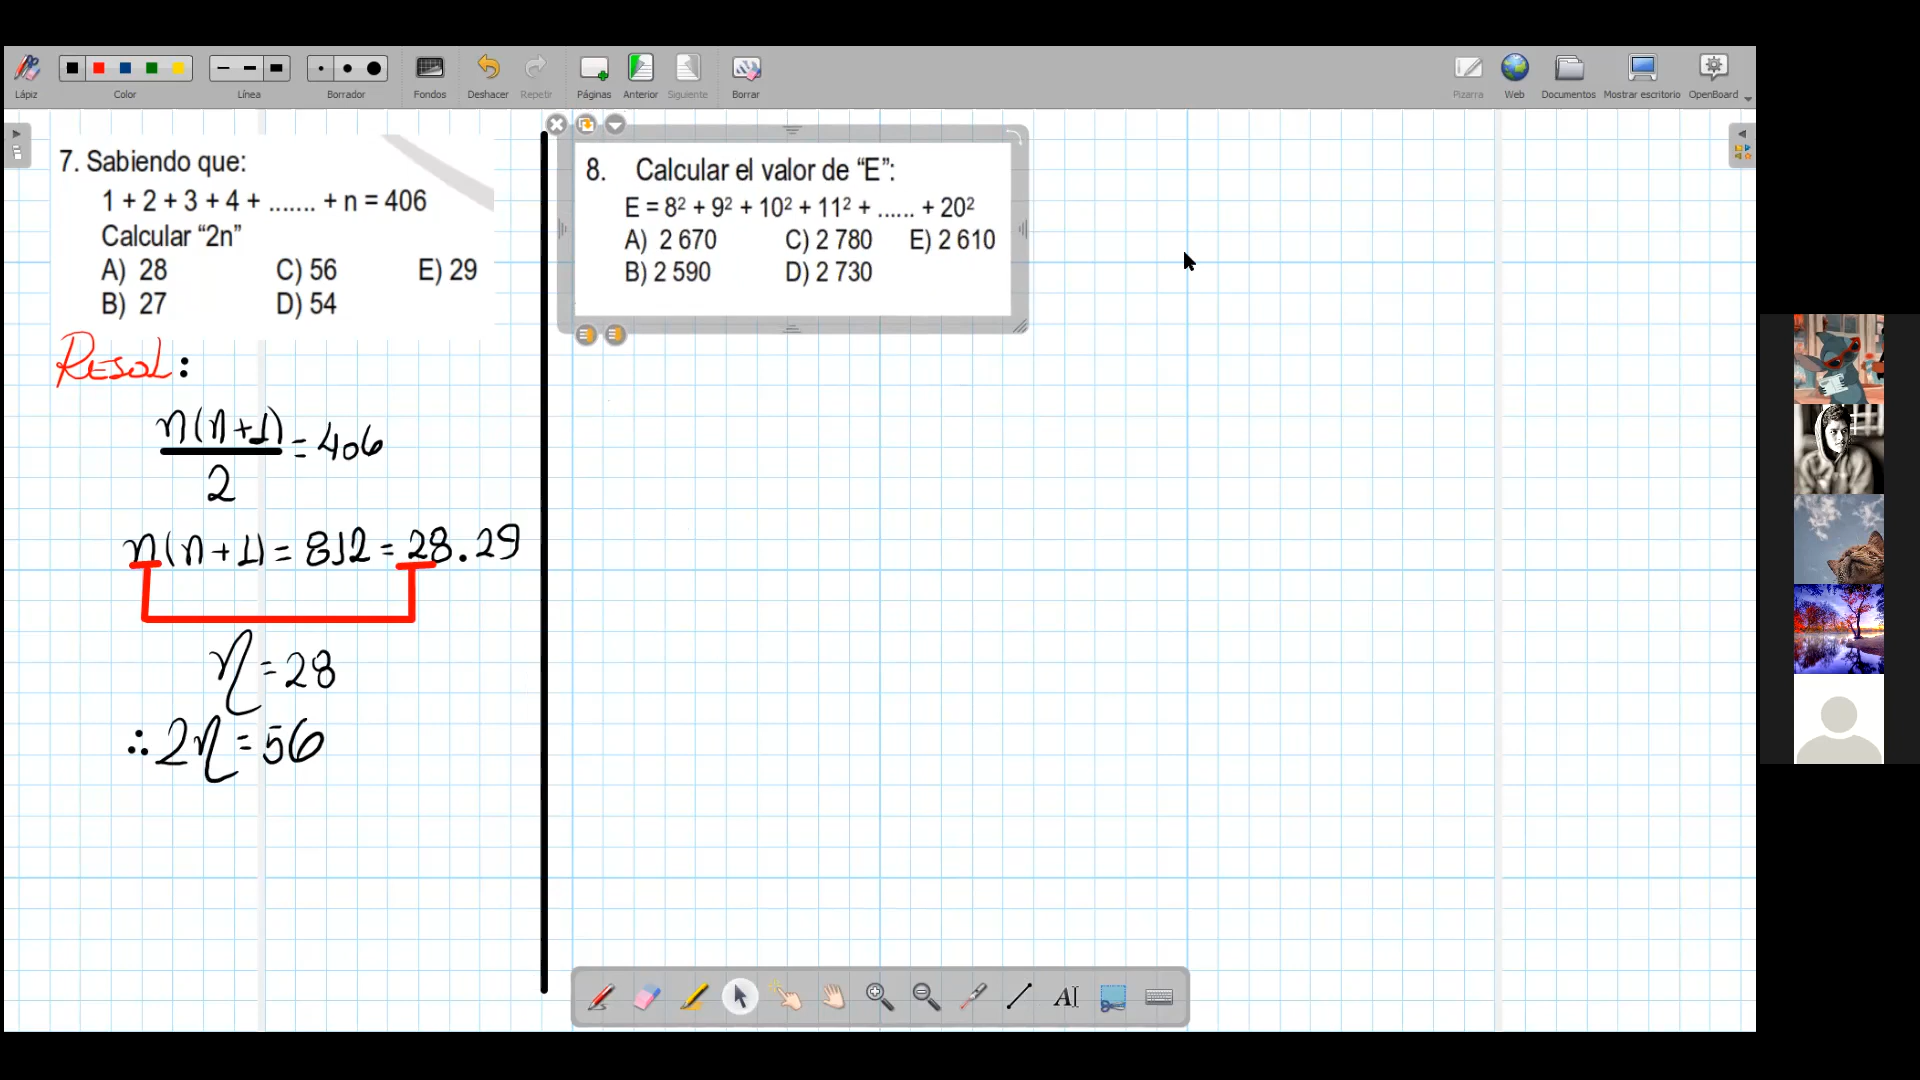 Lápiz Color Línea Borrador Fondos Deshacer Repetir Páginas Anterior Siguiente Borrar Pizarra Web Documentos Mostrar escritorio OpenBoard
7. Sabiendo que:
1 + 2 + 3 + 4 + ....... + n = 406
Calcular “2n”
A) 28 C) 56 E) 29
B) 27 D) 54
RESOL:
n(n+1)
= 406
2
n(n+1) = 812 = 28.29
n = 28
∴ 2n = 56
8. Calcular el valor de “E”:
E = 8² + 9² + 10² + 11² + ...... + 20²
A) 2 670 C) 2 780 E) 2 610
B) 2 590 D) 2 730
AI